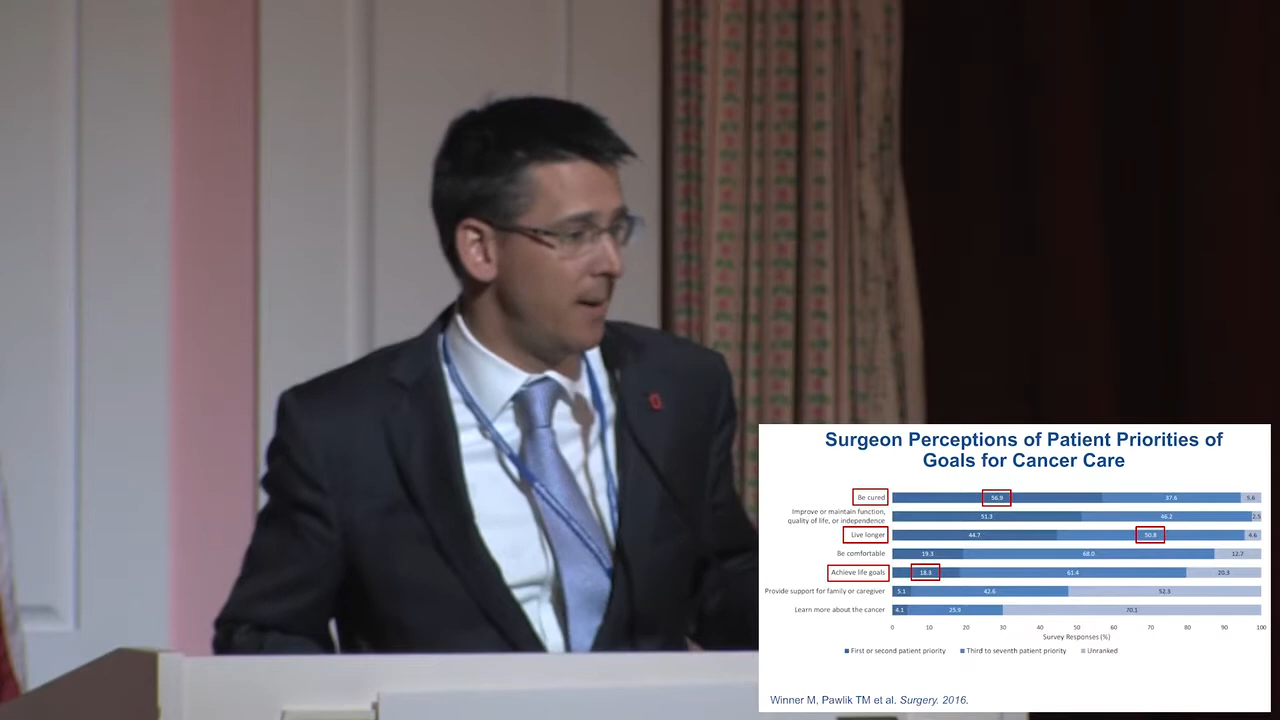 Surgeon Perceptions of Patient Priorities of
Goals for Cancer Care
Be cured 56.9 37.6 5.6
Improve or maintain function,
quality of life, or independence 51.3 46.2 2.5
Live longer 44.7 50.8 4.6
Be comfortable 19.3 68.0 12.7
Achieve life goals 18.3 61.4 20.3
Provide support for family or caregiver 5.1 42.6 52.3
Learn more about the cancer 4.1 25.9 70.1
0 10 20 30 40 50 60 70 80 90 100
Survey Responses (%)
First or second patient priority Third to seventh patient priority Unranked
Winner M, Pawlik TM et al. Surgery. 2016.